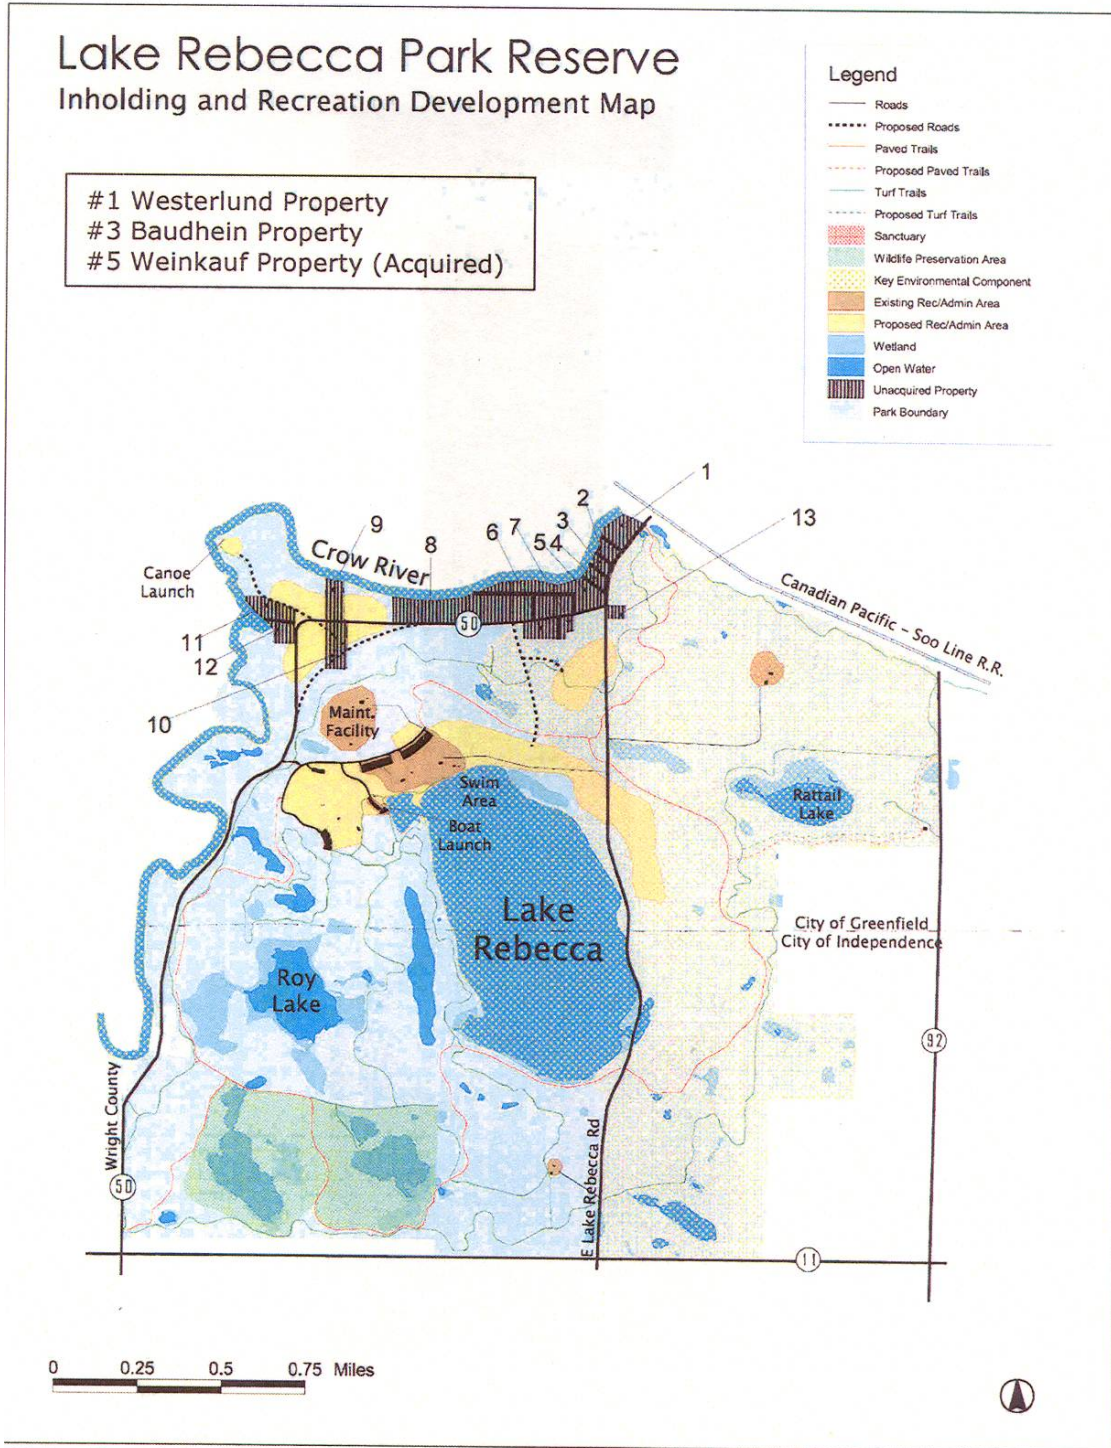 Lake Rebecca Park Reserve
Inholding and Recreation Development Map
#1 Westerlund Property
#3 Baudhein Property
#5 Weinkauf Property (Acquired)
Legend
Roads
Proposed Roads
Paved Trails
Proposed Paved Trails
Turf Trails
Proposed Turf Trails
Sanctuary
Wildlife Preservation Area
Key Environmental Component
Existing Rec/Admin Area
Proposed Rec/Admin Area
Wetland
Open Water
Unacquired Property
Park Boundary
1
2
3
13
9
7
6
5 4
8
Crow River
Canoe
Launch
Canadian Pacific - Soo Line R.R.
50
11
12
10
Maint.
Facility
Swim
Area
Boat
Launch
Rattail
Lake
Lake
Rebecca
City of Greenfield
City of Independence
Roy
Lake
92
Wright County
50
E Lake Rebecca Rd
11
0 0.25 0.5 0.75 Miles